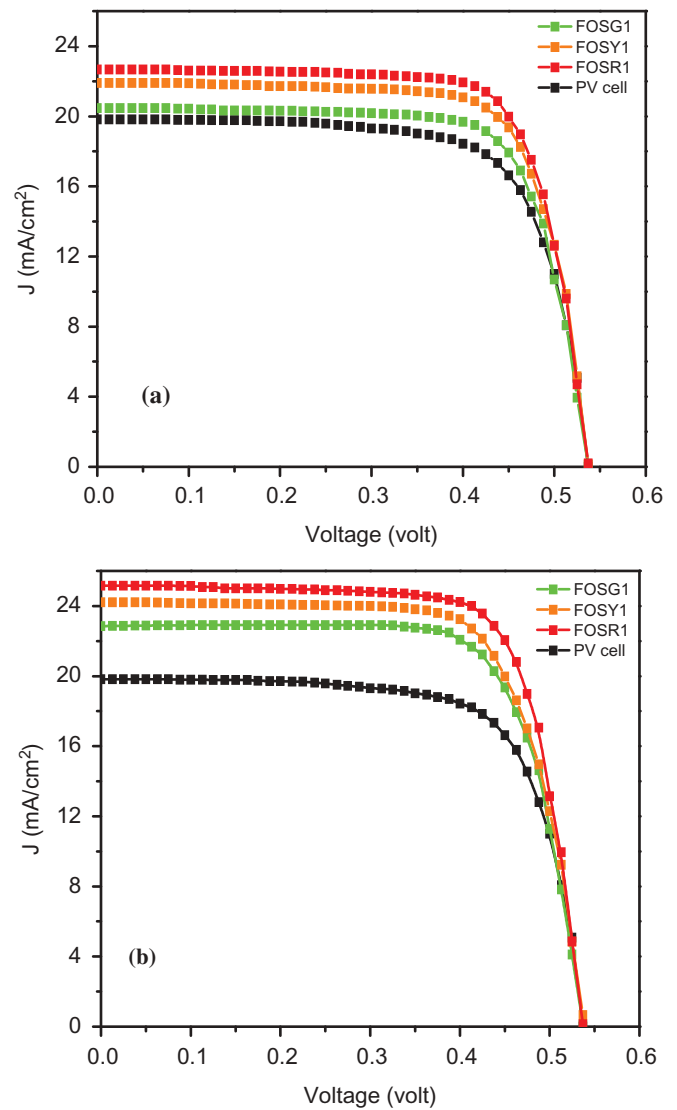 24
20
16
12
8
4
0
J (mA/cm²)
FOSG1
FOSY1
FOSR1
PV cell
(a)
0.0 0.1 0.2 0.3 0.4 0.5 0.6
Voltage (volt)
24
20
16
12
8
4
0
J (mA/cm²)
FOSG1
FOSY1
FOSR1
PV cell
(b)
0.0 0.1 0.2 0.3 0.4 0.5 0.6
Voltage (volt)